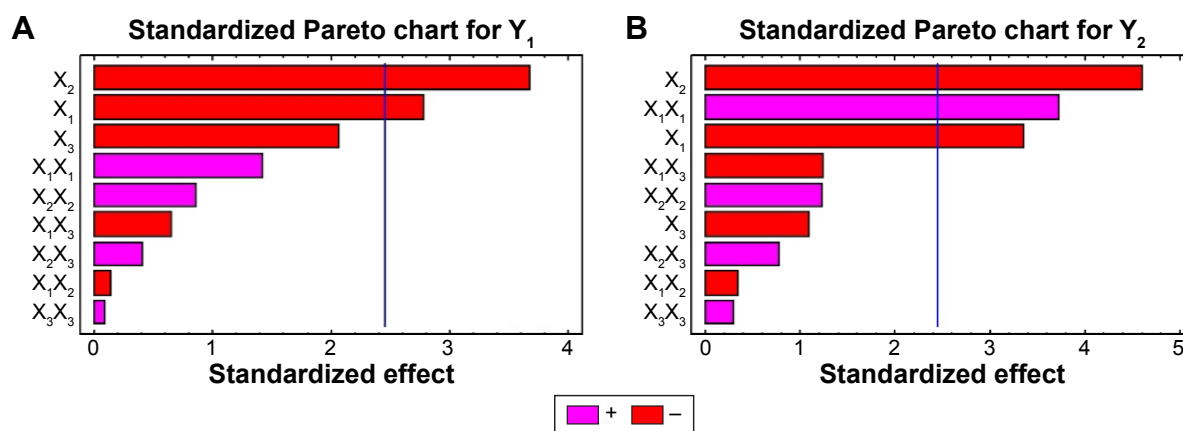 A
Standardized Pareto chart for Y₁
X₂
X₁
X₃
X₁X₁
X₂X₂
X₁X₃
X₂X₃
X₁X₂
X₃X₃
0 1 2 3 4
Standardized effect
B
Standardized Pareto chart for Y₂
X₂
X₁X₁
X₁
X₁X₃
X₂X₂
X₃
X₂X₃
X₁X₂
X₃X₃
0 1 2 3 4 5
Standardized effect
+ –